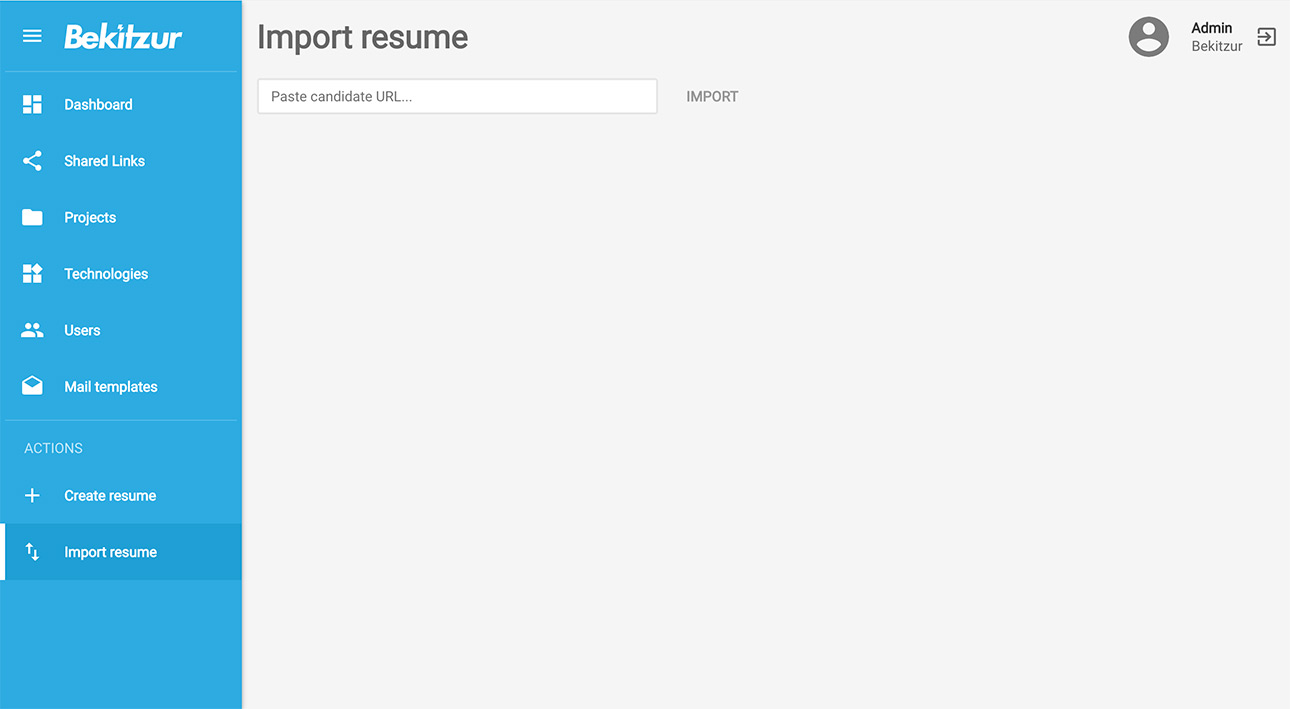 Bekitzur
Dashboard
Shared Links
Projects
Technologies
Users
Mail templates
ACTIONS
Create resume
Import resume
Import resume
Admin
Bekitzur
Paste candidate URL...
IMPORT